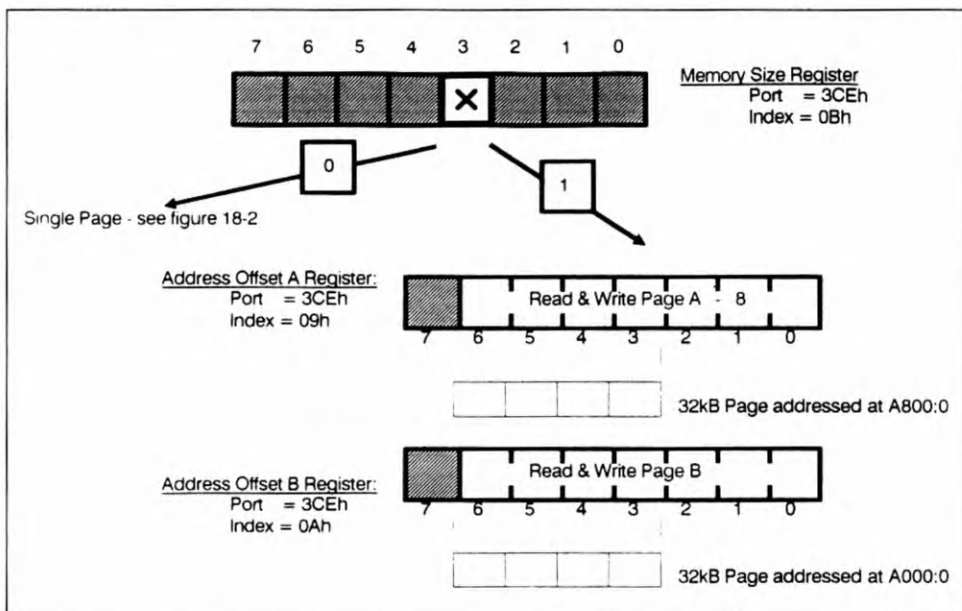 7 6 5 4 3 2 1 0
X
Memory Size Register
Port = 3CEh
Index = 0Bh
0
1
Single Page - see figure 18-2
Address Offset A Register:
Port = 3CEh
Index = 09h
Read & Write Page A - 8
7 6 5 4 3 2 1 0
32kB Page addressed at A800:0
Address Offset B Register:
Port = 3CEh
Index = 0Ah
Read & Write Page B
7 6 5 4 3 2 1 0
32kB Page addressed at A000:0